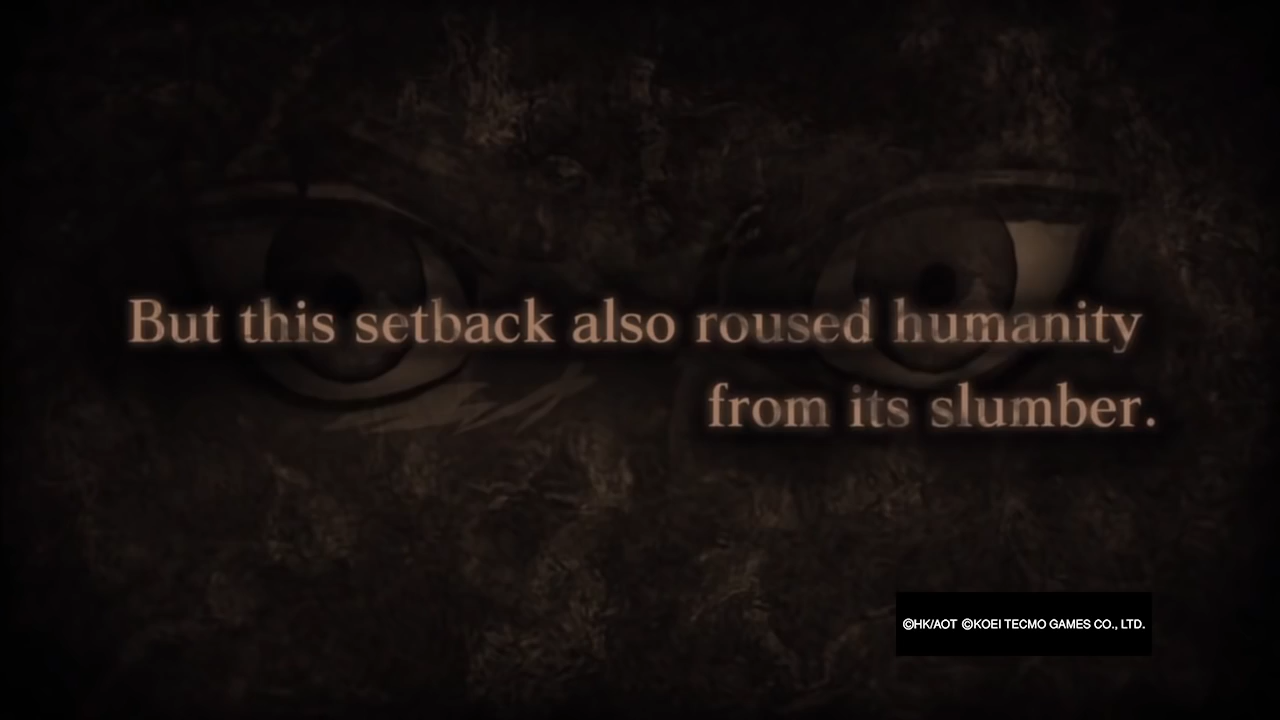 But this setback also roused humanity
from its slumber.
©HK/AOT ©KOEI TECMO GAMES CO., LTD.